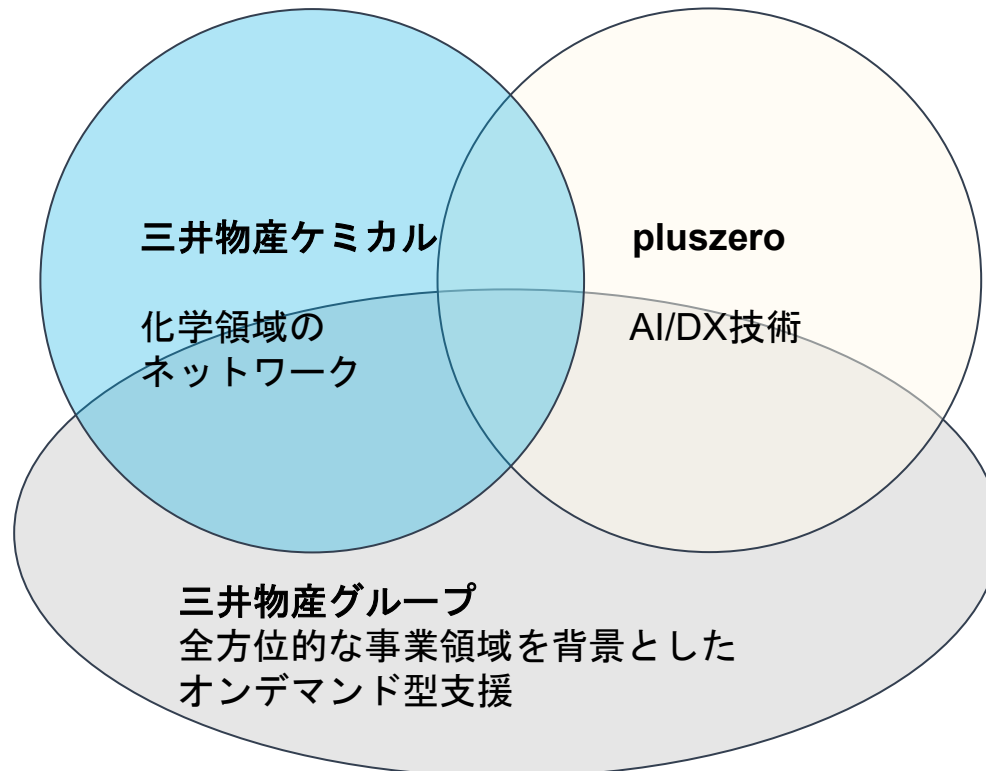 三井物産ケミカル
化学領域の
ネットワーク
pluszero
AI/DX技術
三井物産グループ
全方位的な事業領域を背景とした
オンデマンド型支援